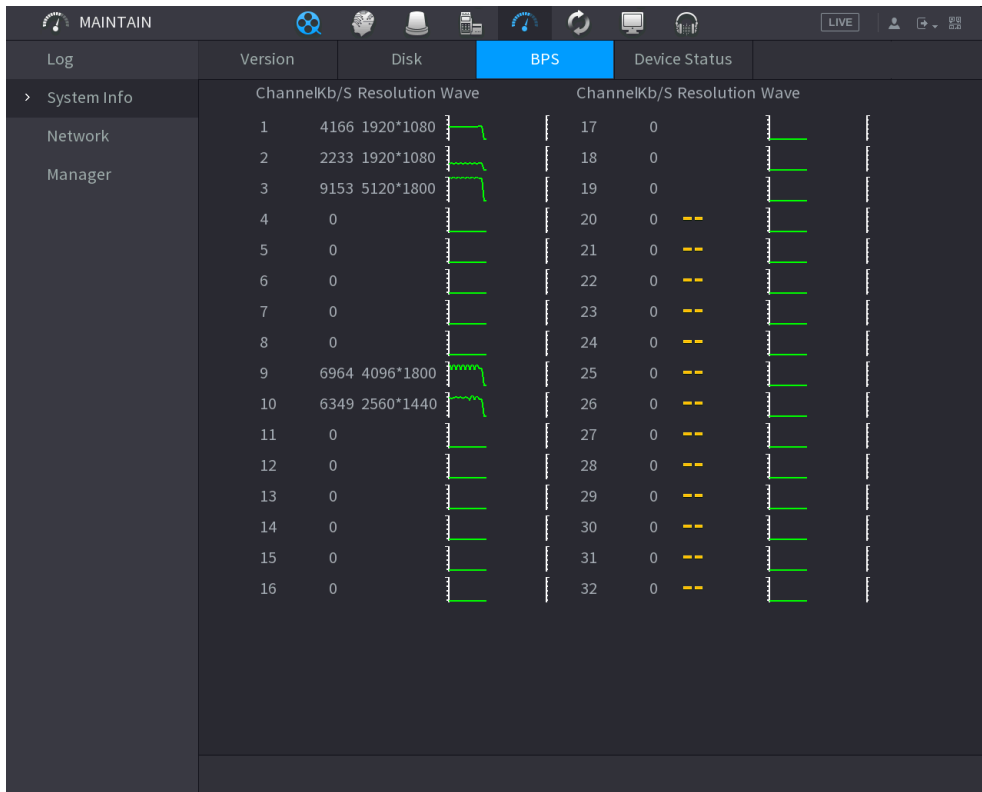 MAINTAIN LIVE
Log Version Disk BPS Device Status
> System Info ChannelKb/S Resolution Wave ChannelKb/S Resolution Wave
1 4166 1920*1080 17 0
Network
2 2233 1920*1080 18 0
Manager
3 9153 5120*1800 19 0
4 0 20 0 --
5 0 21 0 --
6 0 22 0 --
7 0 23 0 --
8 0 24 0 --
9 6964 4096*1800 25 0 --
10 6349 2560*1440 26 0 --
11 0 27 0 --
12 0 28 0 --
13 0 29 0 --
14 0 30 0 --
15 0 31 0 --
16 0 32 0 --